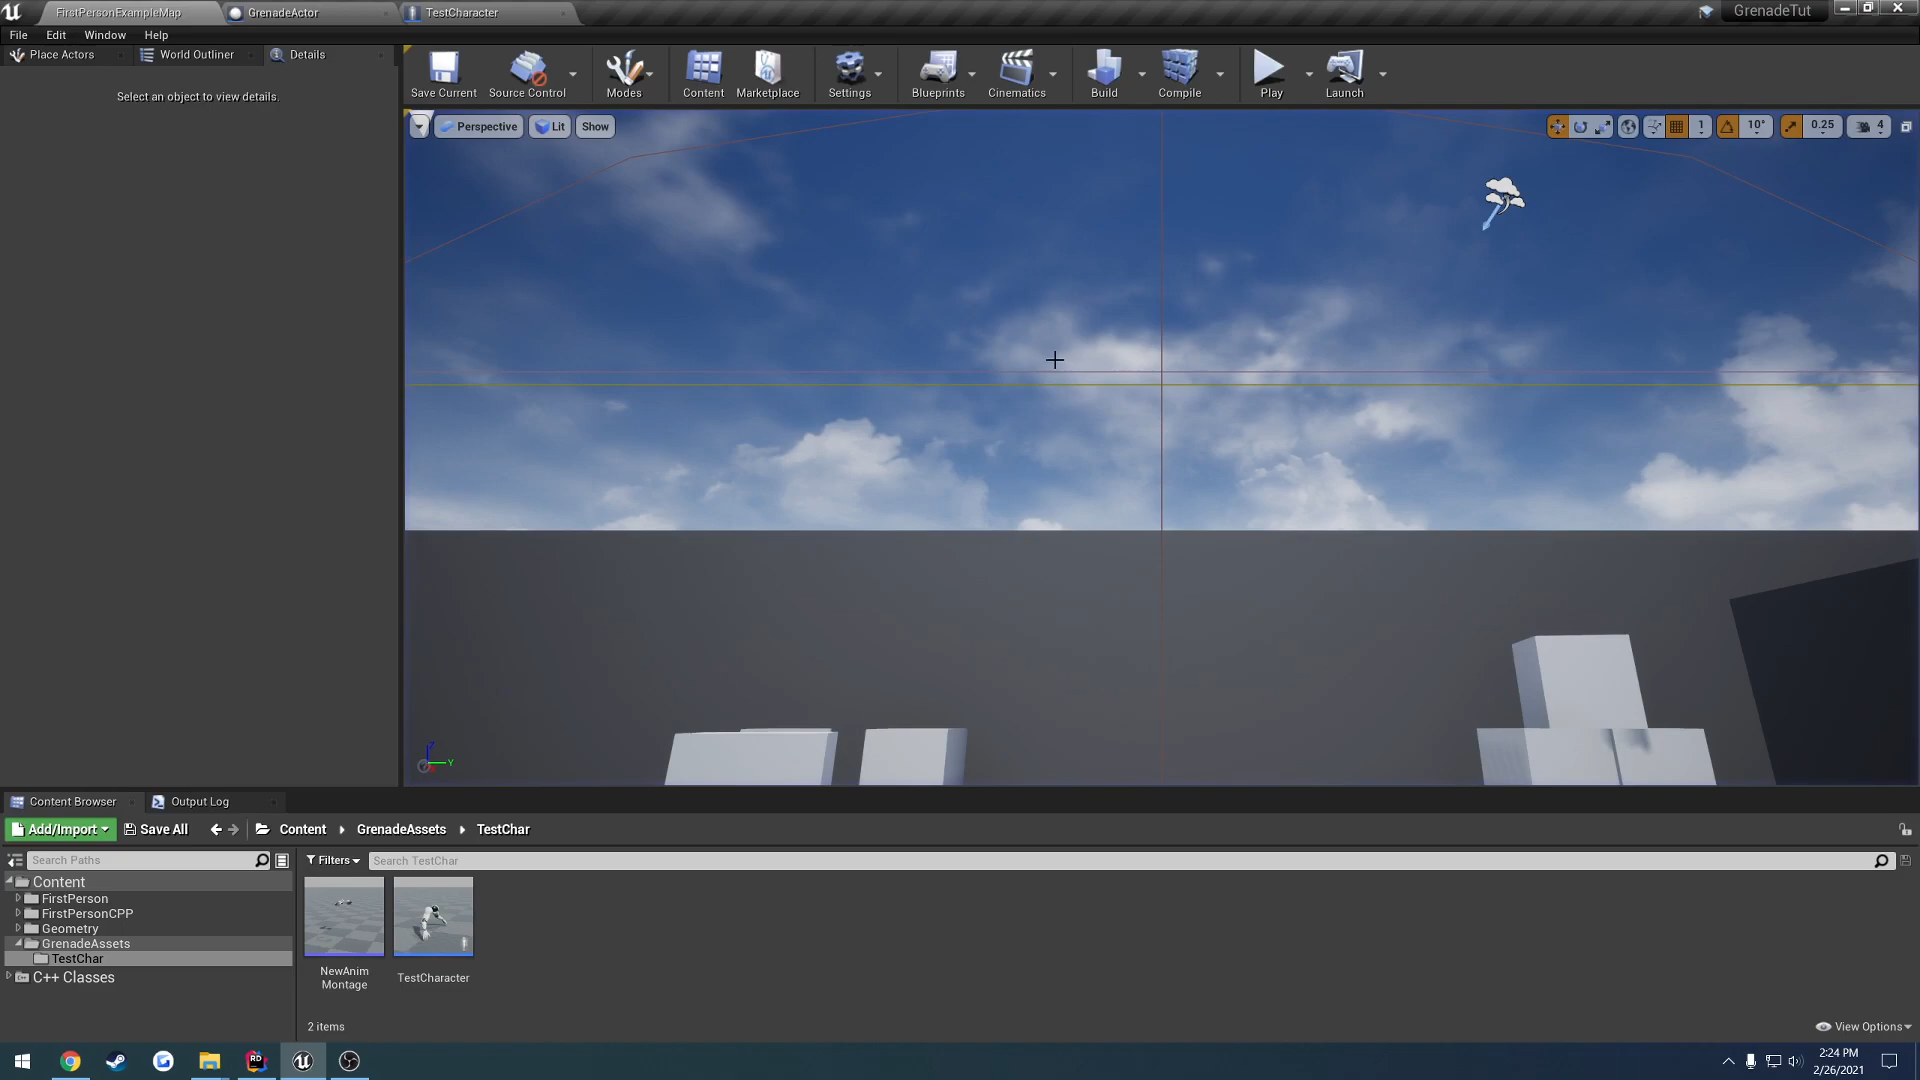 FirstPersonExampleMap
GrenadeActor
TestCharacter
GrenadeTut
File
Edit
Window
Help
Place Actors
World Outliner
Details
Select an object to view details.
Save Current
Source Control
Modes
Content
Marketplace
Settings
Blueprints
Cinematics
Build
Compile
Play
Launch
Perspective
Lit
Show
1
10°
0.25
4
Z
Y
Content Browser
Output Log
Add/Import
Save All
Content
GrenadeAssets
TestChar
Search Paths
Filters
Search TestChar
Content
FirstPerson
FirstPersonCPP
Geometry
GrenadeAssets
TestChar
C++ Classes
NewAnim
Montage
TestCharacter
2 items
View Options
RD
2:24 PM
2/26/2021